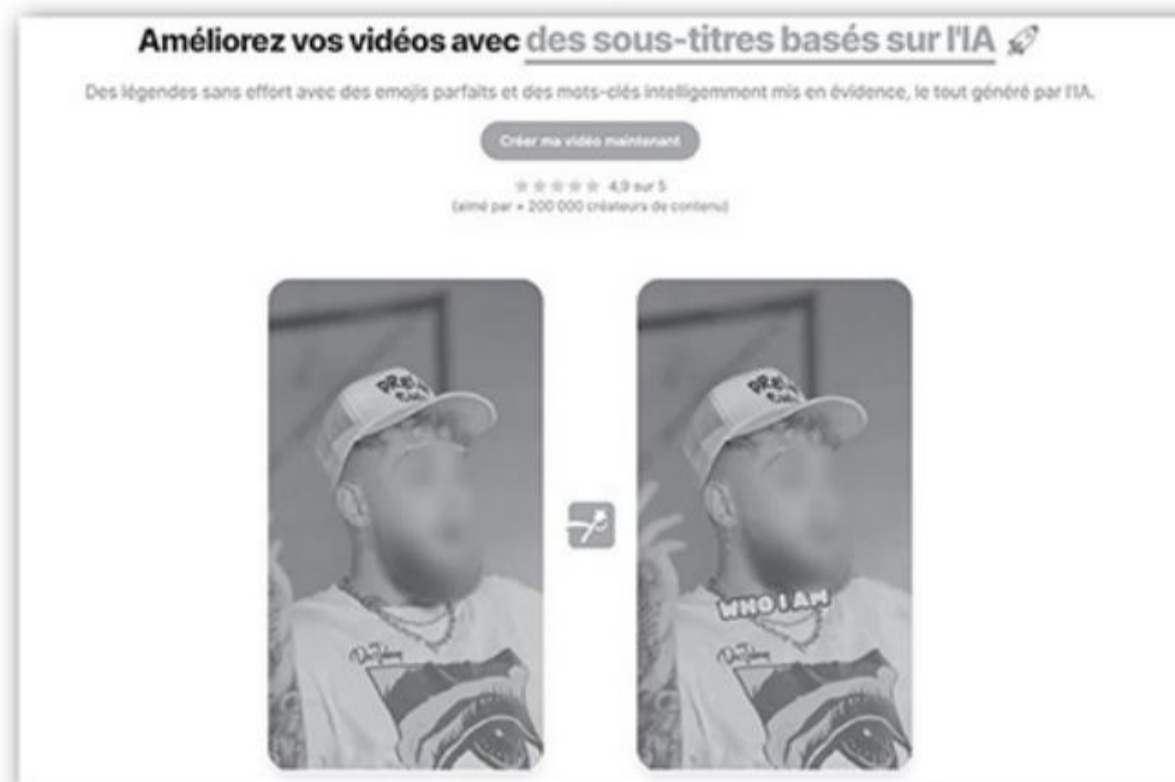 Améliorez vos vidéos avec des sous-titres basés sur l'IA 🚀
Des légendes sans effort avec des emojis parfaits et des mots-clés intelligemment mis en évidence, le tout généré par l'IA.
Créer ma vidéo maintenant
★★★★★ 4,9 sur 5
(aimé par + 200 000 créateurs de contenu)
WHO I AM